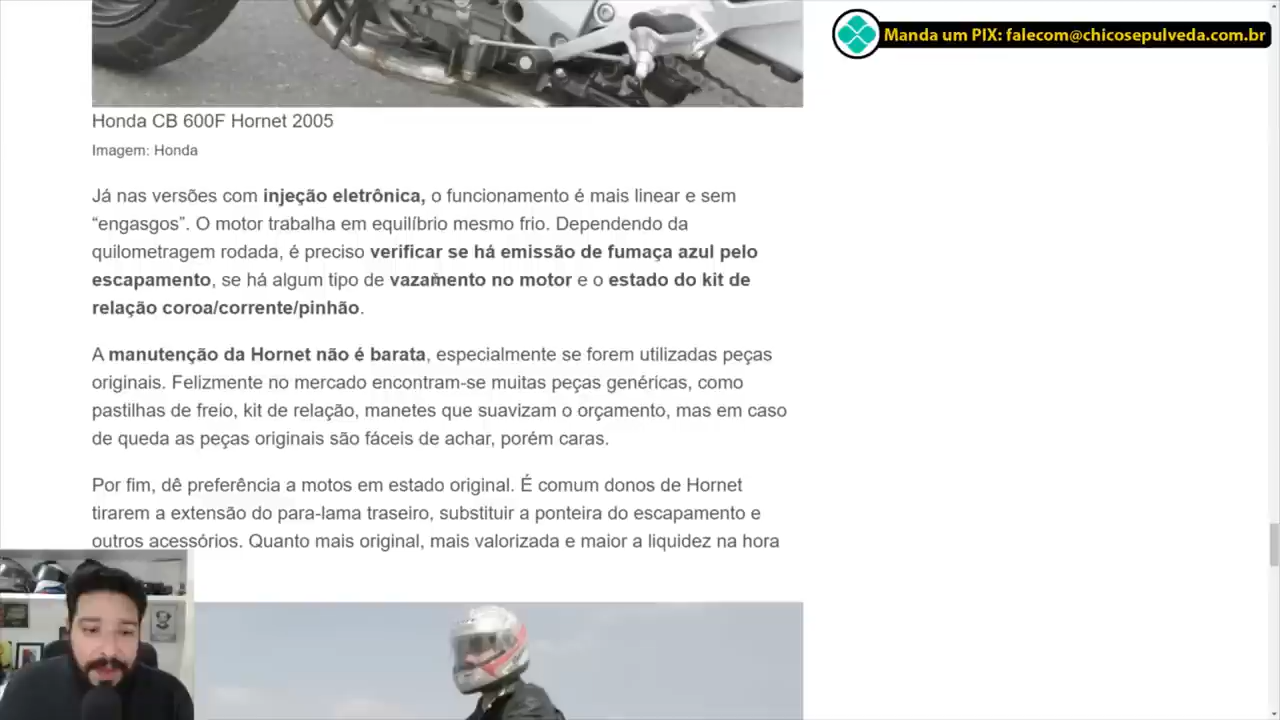 Manda um PIX: falecom@chicosepulveda.com.br
Honda CB 600F Hornet 2005
Imagem: Honda
Já nas versões com injeção eletrônica, o funcionamento é mais linear e sem
“engasgos”. O motor trabalha em equilíbrio mesmo frio. Dependendo da
quilometragem rodada, é preciso verificar se há emissão de fumaça azul pelo
escapamento, se há algum tipo de vazamento no motor e o estado do kit de
relação coroa/corrente/pinhão.
A manutenção da Hornet não é barata, especialmente se forem utilizadas peças
originais. Felizmente no mercado encontram-se muitas peças genéricas, como
pastilhas de freio, kit de relação, manetes que suavizam o orçamento, mas em caso
de queda as peças originais são fáceis de achar, porém caras.
Por fim, dê preferência a motos em estado original. É comum donos de Hornet
tirarem a extensão do para-lama traseiro, substituir a ponteira do escapamento e
outros acessórios. Quanto mais original, mais valorizada e maior a liquidez na hora